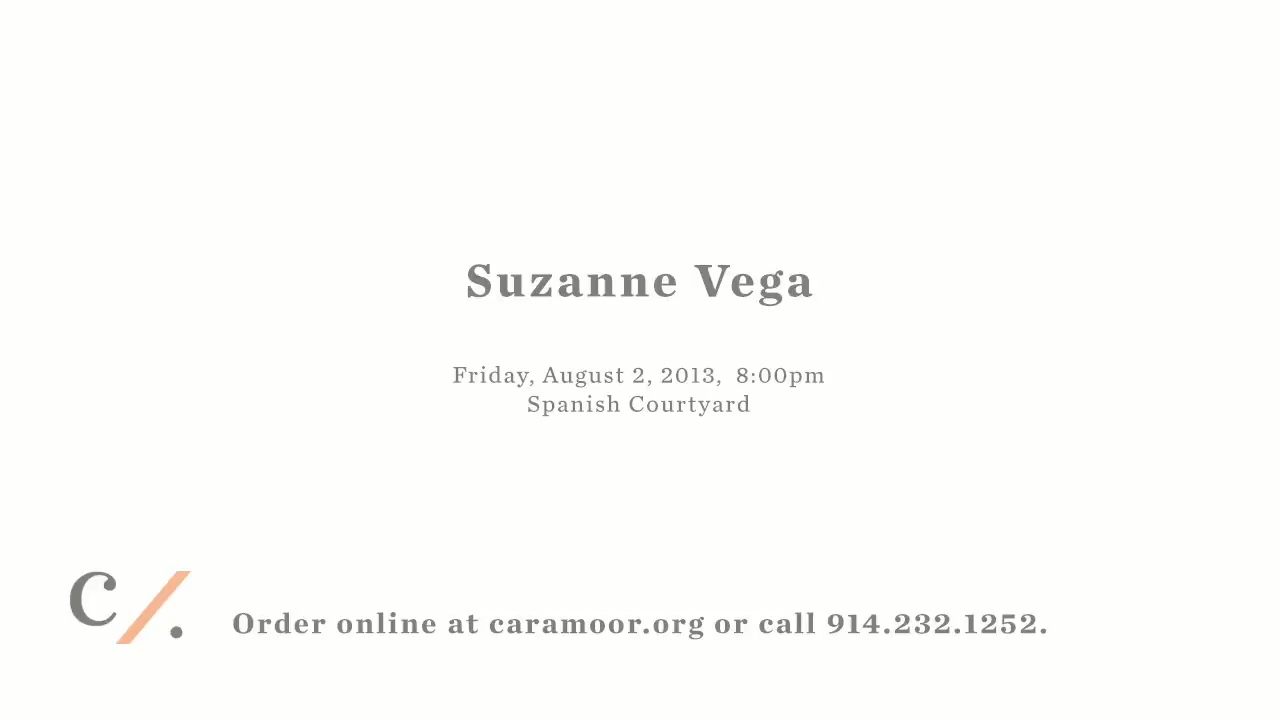 Suzanne Vega
Friday, August 2, 2013, 8:00pm
Spanish Courtyard
c/.
Order online at caramoor.org or call 914.232.1252.